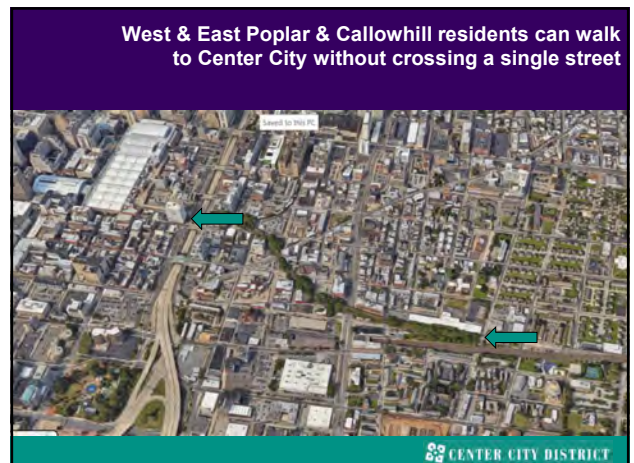 West & East Poplar & Callowhill residents can walk
to Center City without crossing a single street
Saved to this PC
CENTER CITY DISTRICT